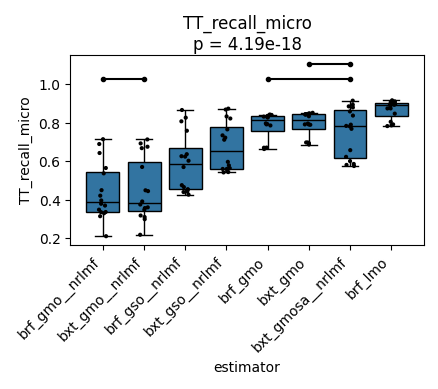 TT_recall_micro
p = 4.19e-18
TT_recall_micro
1.0
0.8
0.6
0.4
0.2
brf_gmo__nrlmf
bxt_gmo__nrlmf
brf_gso__nrlmf
bxt_gso__nrlmf
brf_gmo
bxt_gmo
bxt_gmosa__nrlmf
brf_lmo
estimator